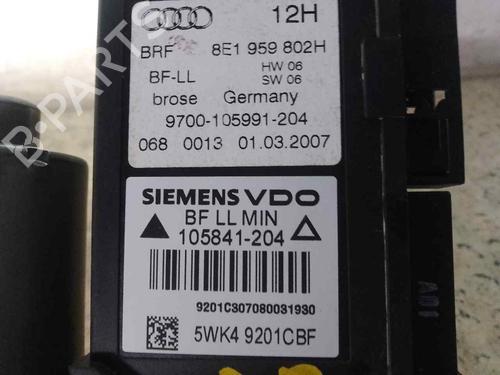 12H
BRF 8E1 959 802H
BF-LL HW 06
SW 06
brose Germany
9700-105991-204
068 0013 01.03.2007
SIEMENS VDO
BF LL MIN
105841-204
9201C307080031930
5WK4 9201CBF